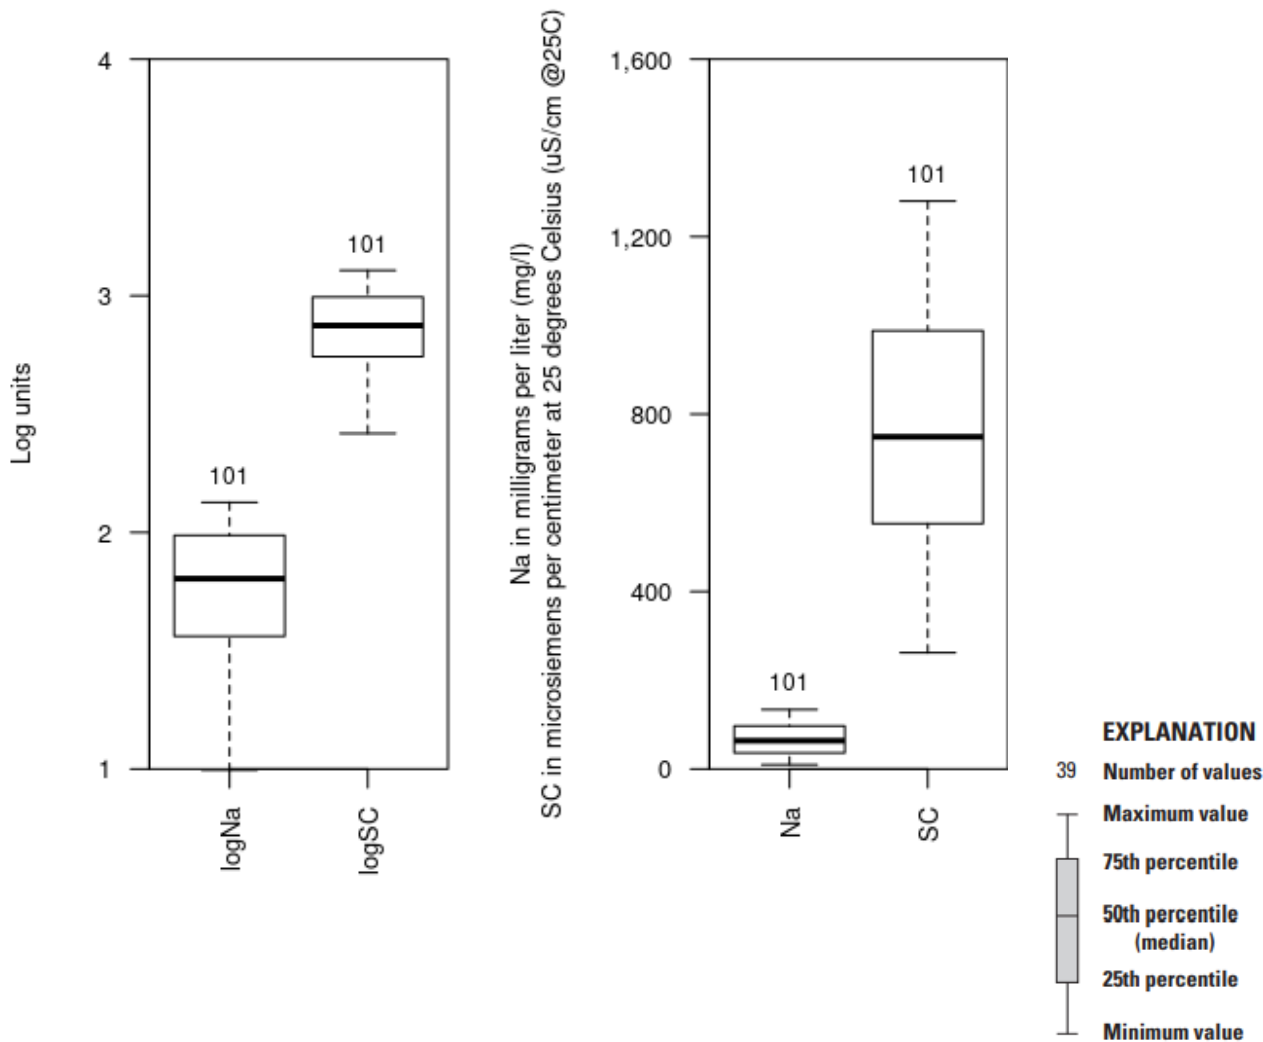 Log units
4
3
2
1
101
101
logNa
logSC
Na in milligrams per liter (mg/l)
SC in microsiemens per centimeter at 25 degrees Celsius (uS/cm @25C)
1,600
1,200
800
400
0
101
101
Na
SC
EXPLANATION
39 Number of values
Maximum value
75th percentile
50th percentile
(median)
25th percentile
Minimum value